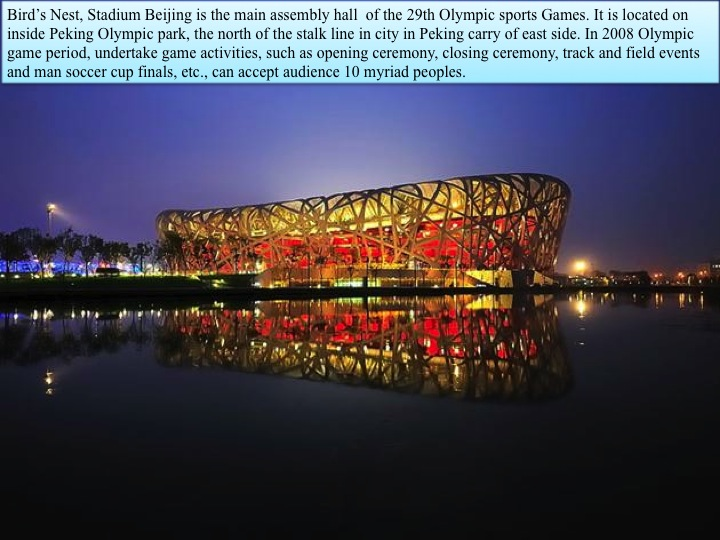 Bird’s Nest, Stadium Beijing is the main assembly hall  of the 29th Olympic sports Games. It is located on
inside Peking Olympic park, the north of the stalk line in city in Peking carry of east side. In 2008 Olympic
game period, undertake game activities, such as opening ceremony, closing ceremony, track and field events
and man soccer cup finals, etc., can accept audience 10 myriad peoples.